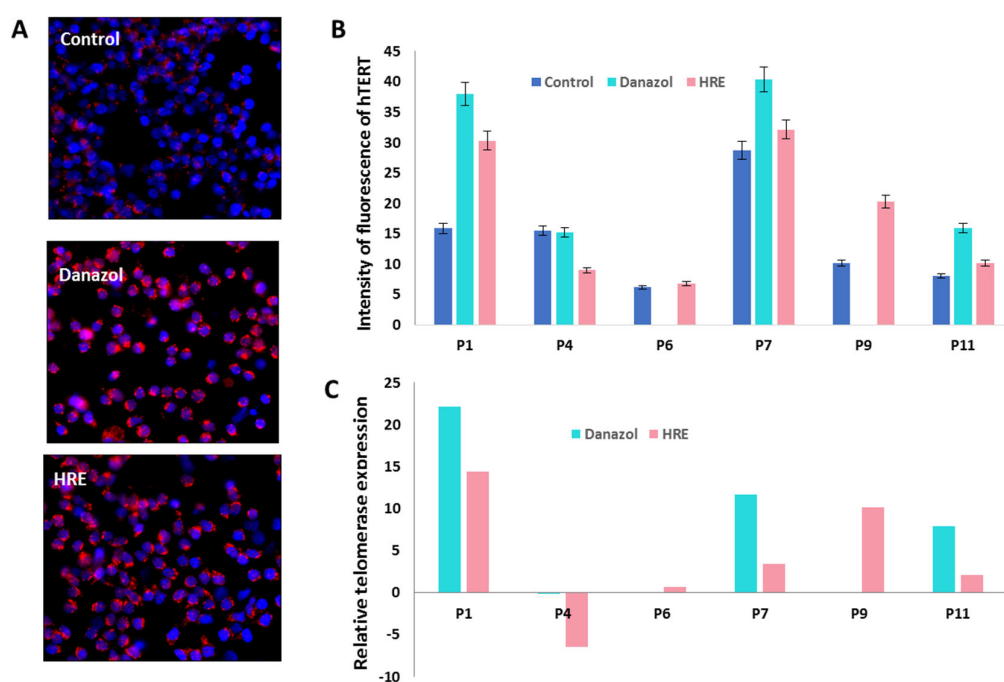 A
Control
Danazol
HRE
B
Intensity of fluorescence of hTERT
45
40
35
30
25
20
15
10
5
0
Control Danazol HRE
P1 P4 P6 P7 P9 P11
C
Relative telomerase expression
25
20
15
10
5
0
-5
-10
Danazol HRE
P1 P4 P6 P7 P9 P11